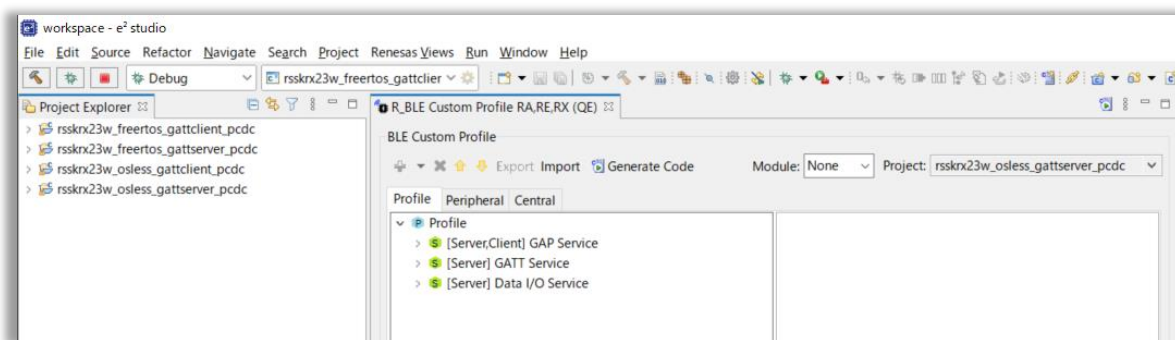 workspace - e² studio
File Edit Source Refactor Navigate Search Project Renesas Views Run Window Help
Debug rsskrx23w_freertos_gattclier
Project Explorer R_BLE Custom Profile RA,RE,RX (QE)
rsskrx23w_freertos_gattclient_pcdc
rsskrx23w_freertos_gattserver_pcdc
rsskrx23w_osless_gattclient_pcdc
rsskrx23w_osless_gattserver_pcdc
BLE Custom Profile
Export Import Generate Code Module: None Project: rsskrx23w_osless_gattserver_pcdc
Profile Peripheral Central
Profile
[Server,Client] GAP Service
[Server] GATT Service
[Server] Data I/O Service